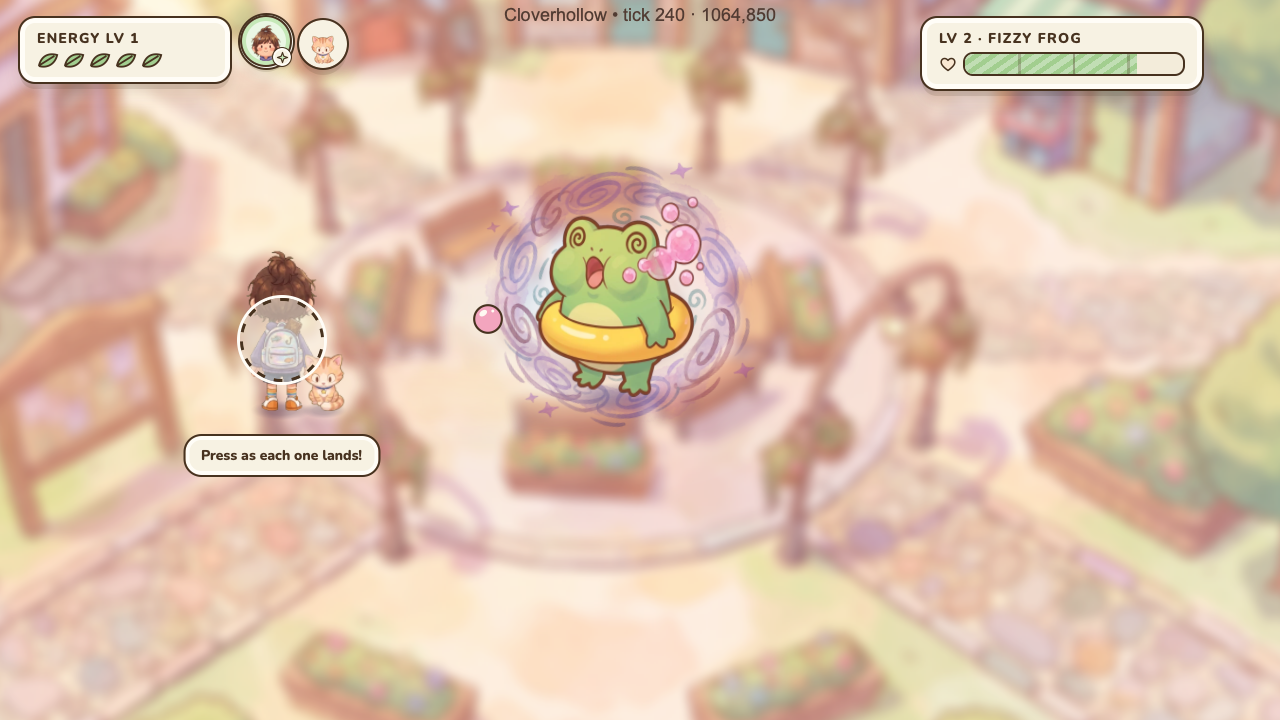 Cloverhollow • tick 240 · 1064,850
ENERGY LV 1
LV 2 · FIZZY FROG
Press as each one lands!